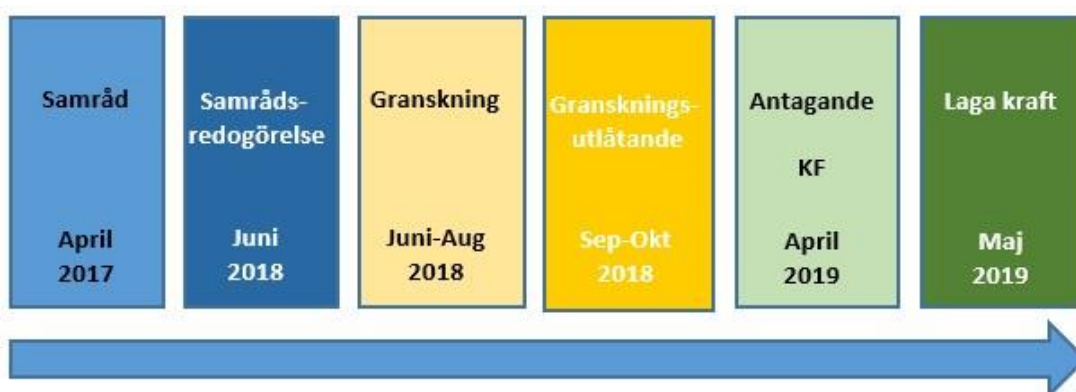 Samråd
April
2017
Samråds-
redogörelse
Juni
2018
Granskning
Juni-Aug
2018
Gransknings-
utlåtande
Sep-Okt
2018
Antagande
KF
April
2019
Laga kraft
Maj
2019